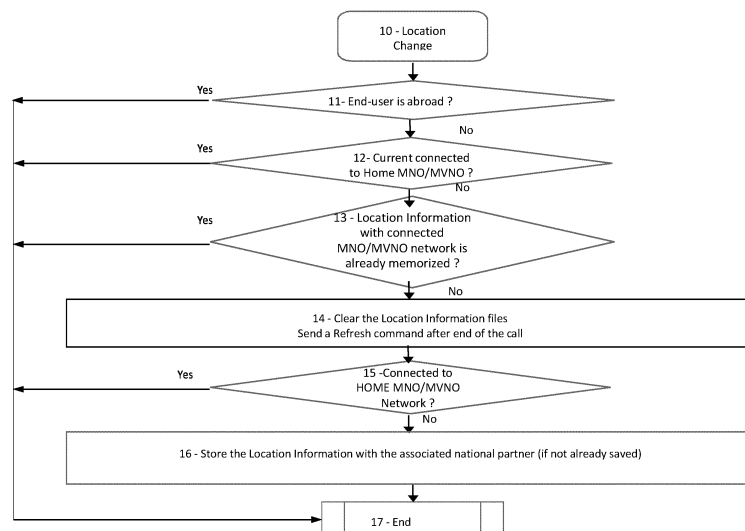 10 - Location
Change
Yes
11- End-user is abroad ?
No
Yes
12- Current connected
to Home MNO/MVNO ?
No
Yes
13 - Location Information
with connected
MNO/MVNO network is
already memorized ?
No
14 - Clear the Location Information files
Send a Refresh command after end of the call
Yes
15 -Connected to
HOME MNO/MVNO
Network ?
No
16 - Store the Location Information with the associated national partner (if not already saved)
17 - End